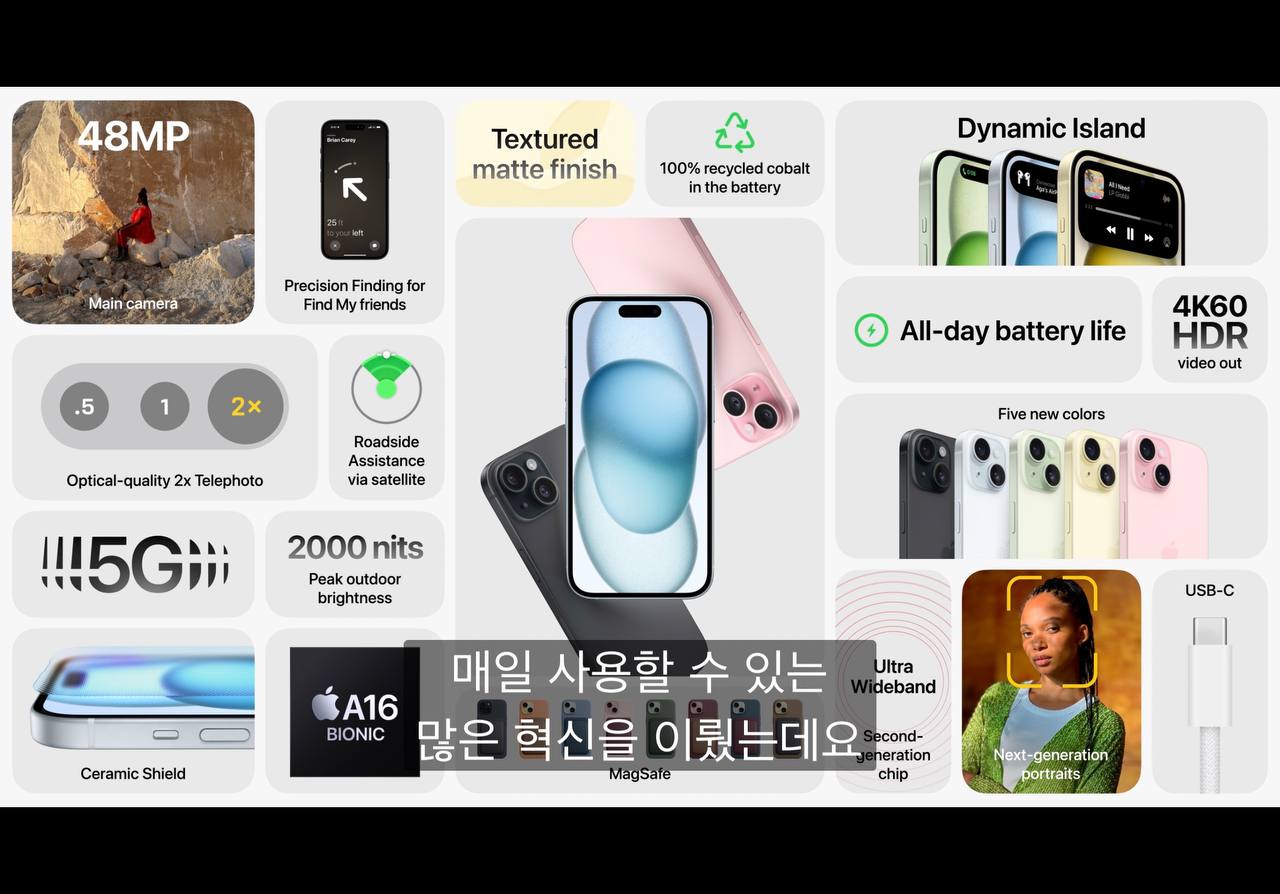 48MP
Main camera
Brian Carey
25 ft
to your left
Precision Finding for
Find My friends
Textured
matte finish
100% recycled cobalt
in the battery
Dynamic Island
All I Need
LP Giobbi
All-day battery life
4K60
HDR
video out
.5
1
2×
Optical-quality 2x Telephoto
Roadside
Assistance
via satellite
Five new colors
5G
2000 nits
Peak outdoor
brightness
Ceramic Shield
A16
BIONIC
매일 사용할 수 있는
많은 혁신을 이뤘는데요
MagSafe
Ultra
Wideband
Second-
generation
chip
Next-generation
portraits
USB-C